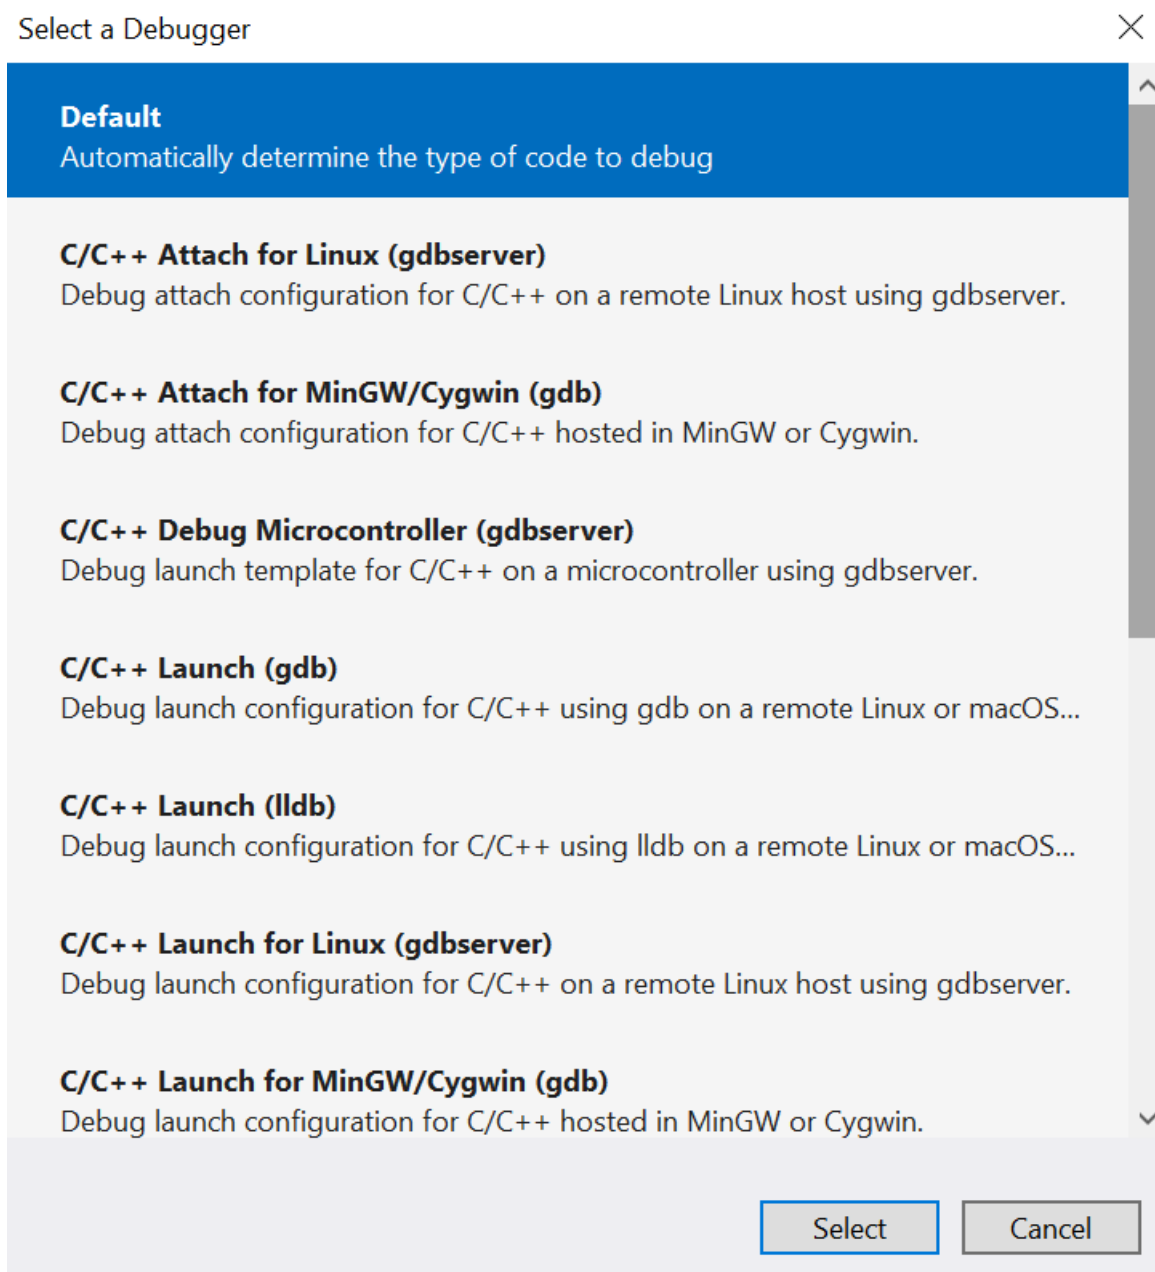 Select a Debugger
Default
Automatically determine the type of code to debug
C/C++ Attach for Linux (gdbserver)
Debug attach configuration for C/C++ on a remote Linux host using gdbserver.
C/C++ Attach for MinGW/Cygwin (gdb)
Debug attach configuration for C/C++ hosted in MinGW or Cygwin.
C/C++ Debug Microcontroller (gdbserver)
Debug launch template for C/C++ on a microcontroller using gdbserver.
C/C++ Launch (gdb)
Debug launch configuration for C/C++ using gdb on a remote Linux or macOS...
C/C++ Launch (lldb)
Debug launch configuration for C/C++ using lldb on a remote Linux or macOS...
C/C++ Launch for Linux (gdbserver)
Debug launch configuration for C/C++ on a remote Linux host using gdbserver.
C/C++ Launch for MinGW/Cygwin (gdb)
Debug launch configuration for C/C++ hosted in MinGW or Cygwin.
Select
Cancel